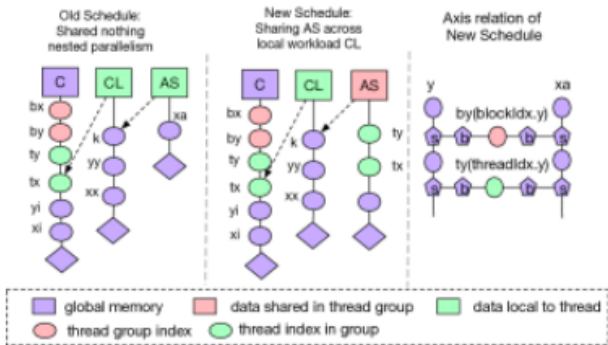 Old Schedule:
Shared nothing
nested parallelism
C
CL
AS
bx
by
ty
tx
yi
xi
k
yy
xx
xa
New Schedule:
Sharing AS across
local workload CL
C
CL
AS
bx
by
ty
tx
yi
xi
k
yy
xx
ty
tx
Axis relation of
New Schedule
y
xa
by(blockIdx.y)
s
b
b
s
ty(threadIdx.y)
s
b
b
s
global memory
data shared in thread group
data local to thread
thread group index
thread index in group